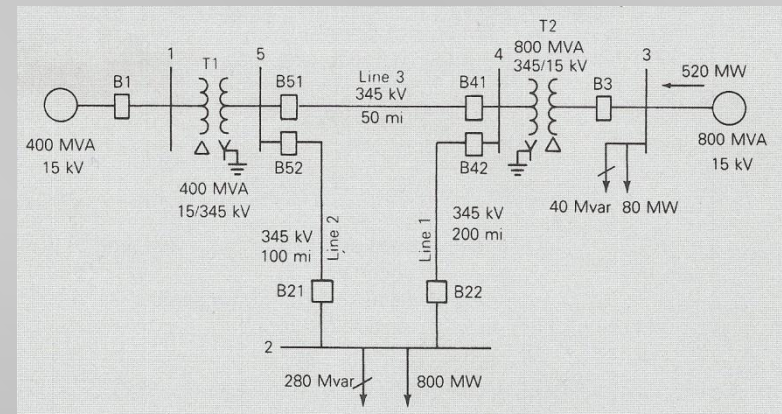 T2
1
T1
5
4
800 MVA
345/15 kV
3
B1
B51
Line 3
345 kV
50 mi
B41
B3
520 MW
400 MVA
15 kV
Δ
Y
B52
B42
Y
Δ
800 MVA
15 kV
400 MVA
15/345 kV
40 Mvar 80 MW
345 kV
100 mi
Line 2
Line 1
345 kV
200 mi
B21
B22
2
280 Mvar
800 MW